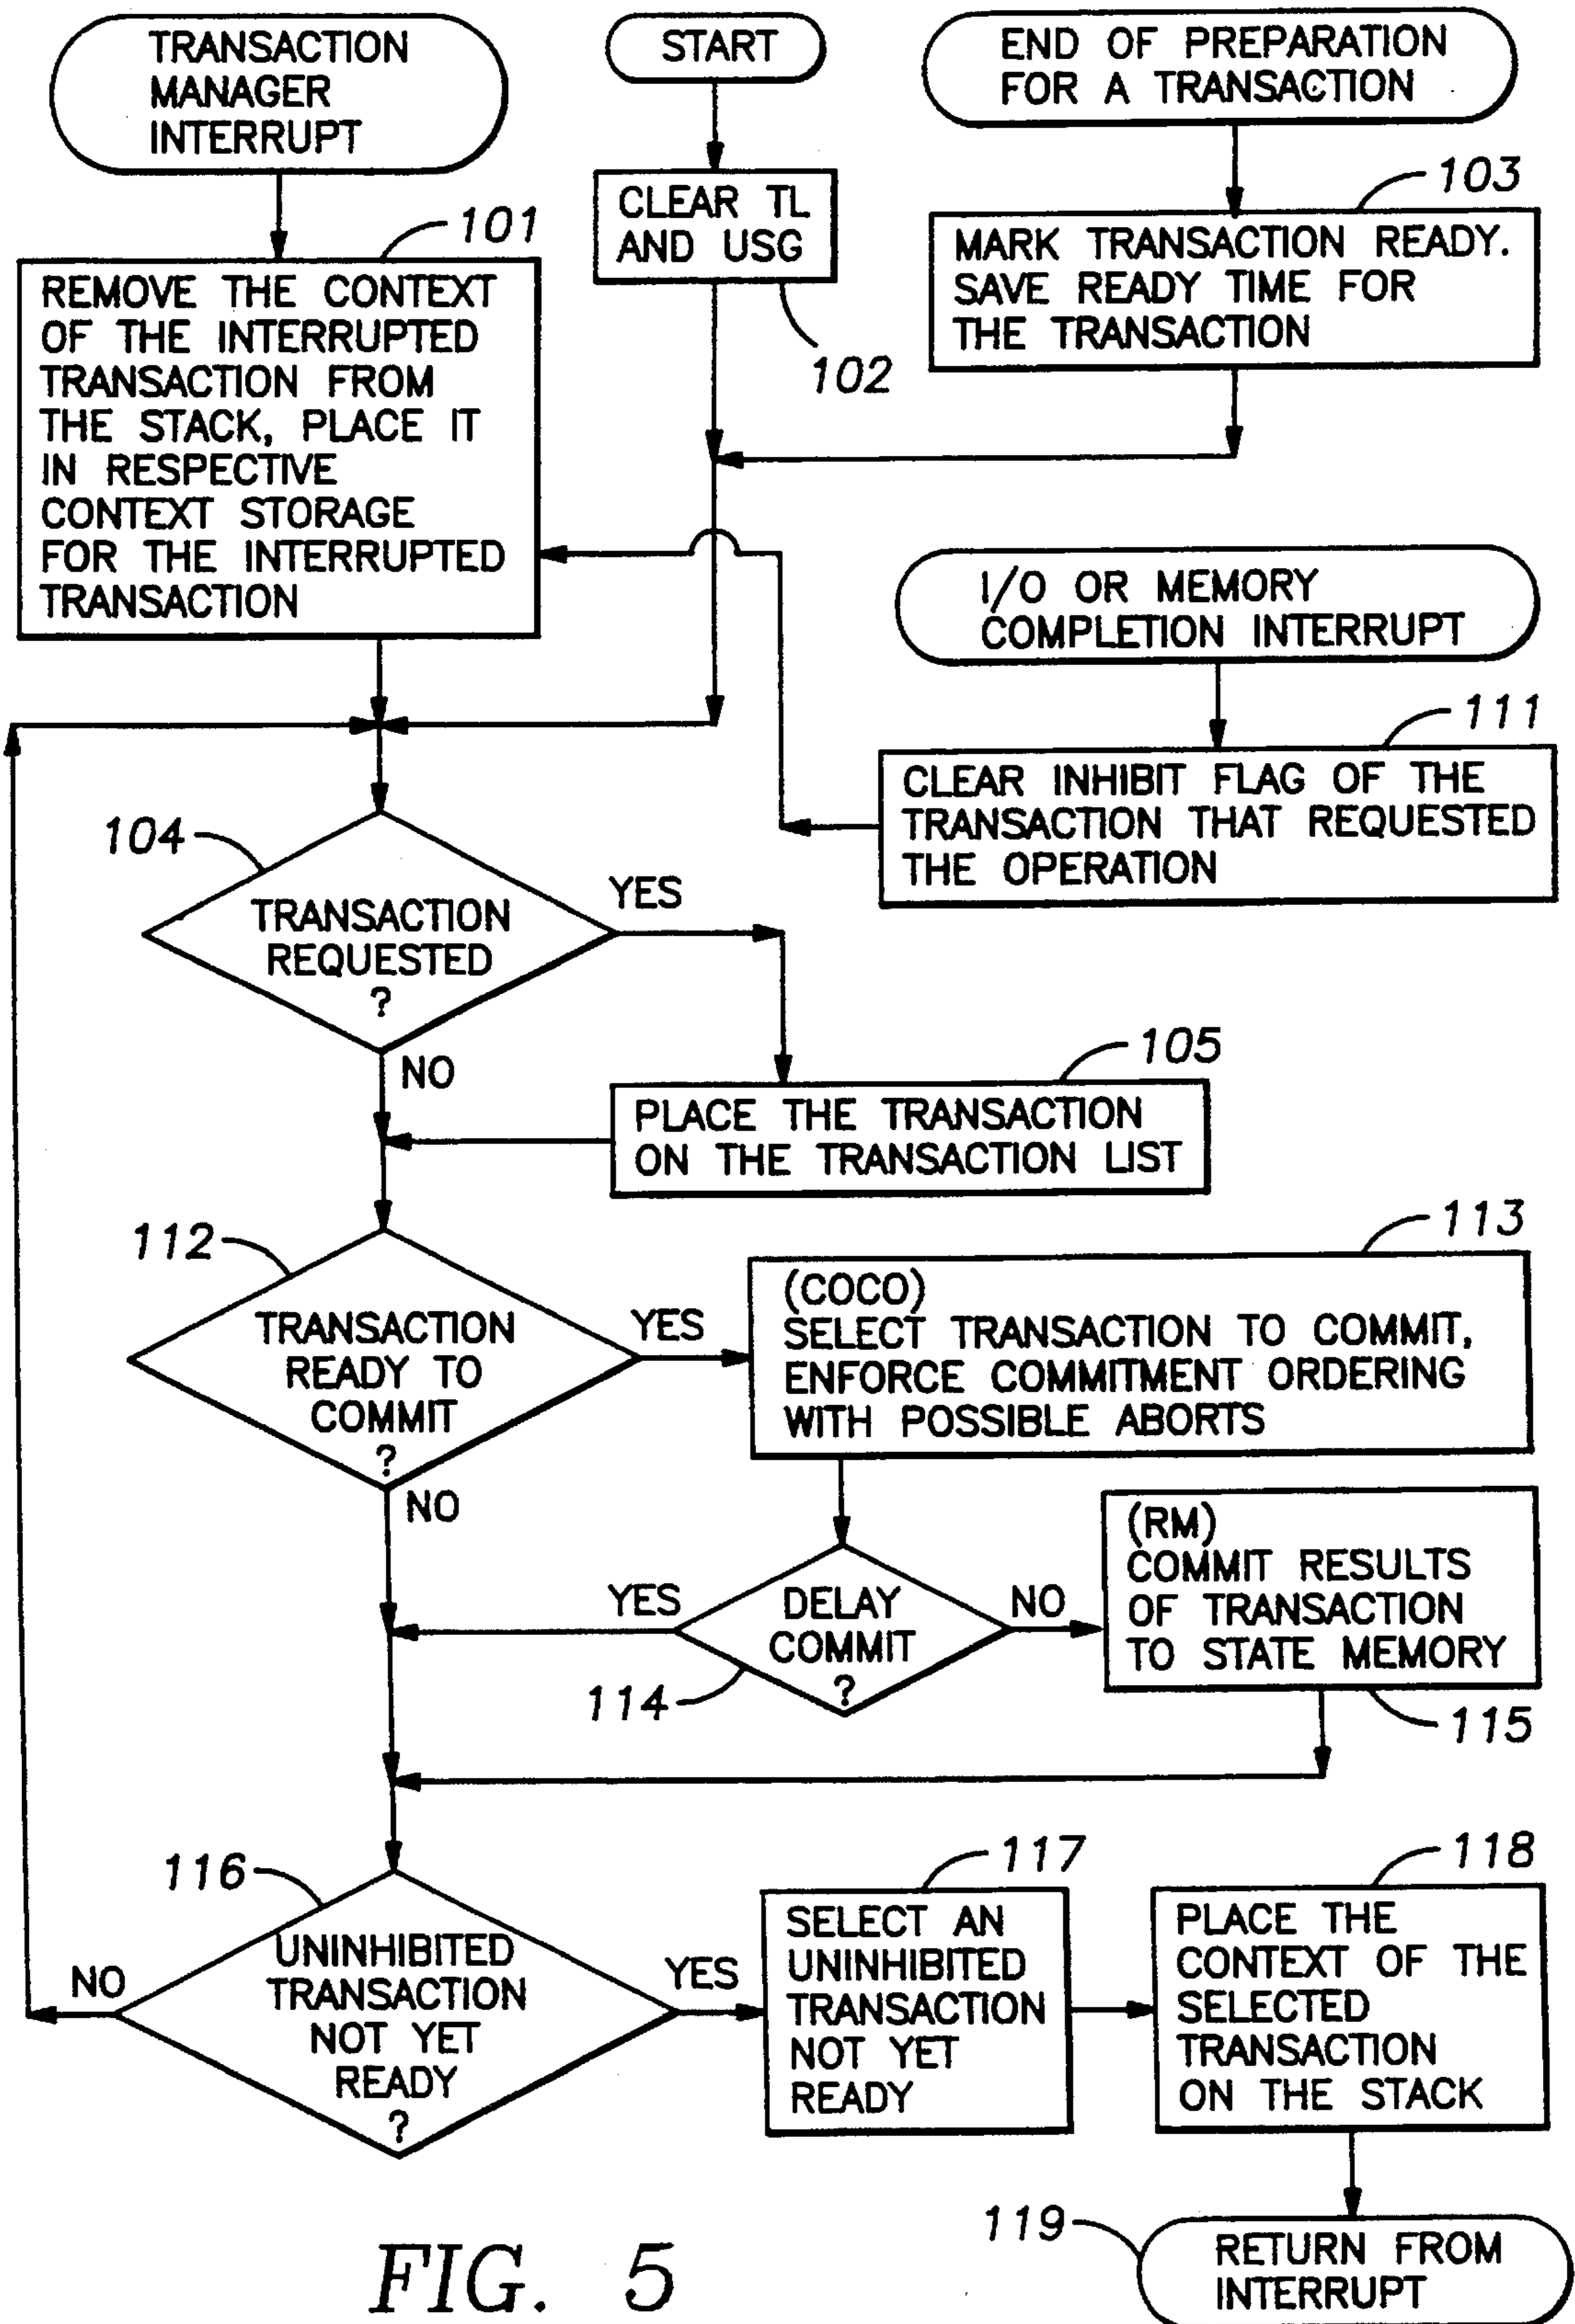 TRANSACTION
MANAGER
INTERRUPT
START
END OF PREPARATION
FOR A TRANSACTION
101
REMOVE THE CONTEXT
OF THE INTERRUPTED
TRANSACTION FROM
THE STACK, PLACE IT
IN RESPECTIVE
CONTEXT STORAGE
FOR THE INTERRUPTED
TRANSACTION
CLEAR TL
AND USG
102
103
MARK TRANSACTION READY.
SAVE READY TIME FOR
THE TRANSACTION
I/O OR MEMORY
COMPLETION INTERRUPT
111
CLEAR INHIBIT FLAG OF THE
TRANSACTION THAT REQUESTED
THE OPERATION
104
TRANSACTION
REQUESTED
?
YES
NO
105
PLACE THE TRANSACTION
ON THE TRANSACTION LIST
112
TRANSACTION
READY TO
COMMIT
?
YES
NO
113
(COCO)
SELECT TRANSACTION TO COMMIT,
ENFORCE COMMITMENT ORDERING
WITH POSSIBLE ABORTS
YES
DELAY
COMMIT
?
NO
114
(RM)
COMMIT RESULTS
OF TRANSACTION
TO STATE MEMORY
115
116
UNINHIBITED
TRANSACTION
NOT YET
READY
?
NO
YES
117
SELECT AN
UNINHIBITED
TRANSACTION
NOT YET
READY
118
PLACE THE
CONTEXT OF THE
SELECTED
TRANSACTION
ON THE STACK
119
RETURN FROM
INTERRUPT
FIG. 5